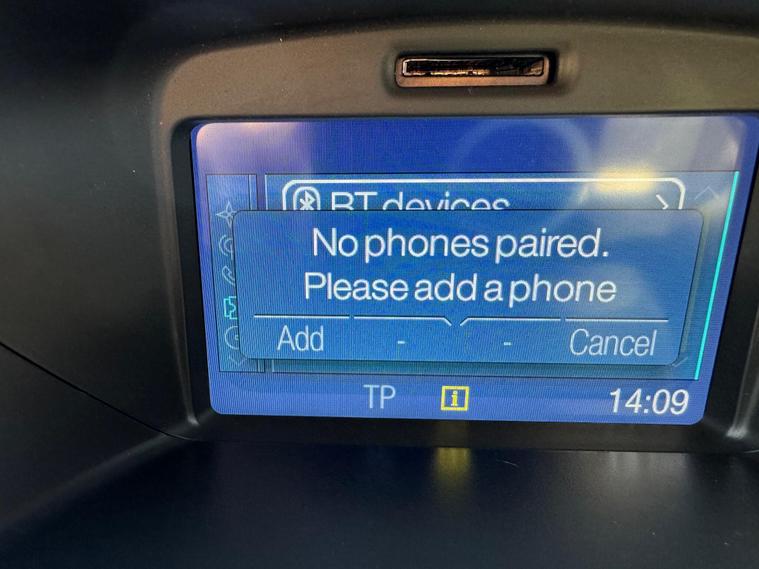 BT devices
No phones paired.
Please add a phone
Add - - Cancel
TP i 14:09